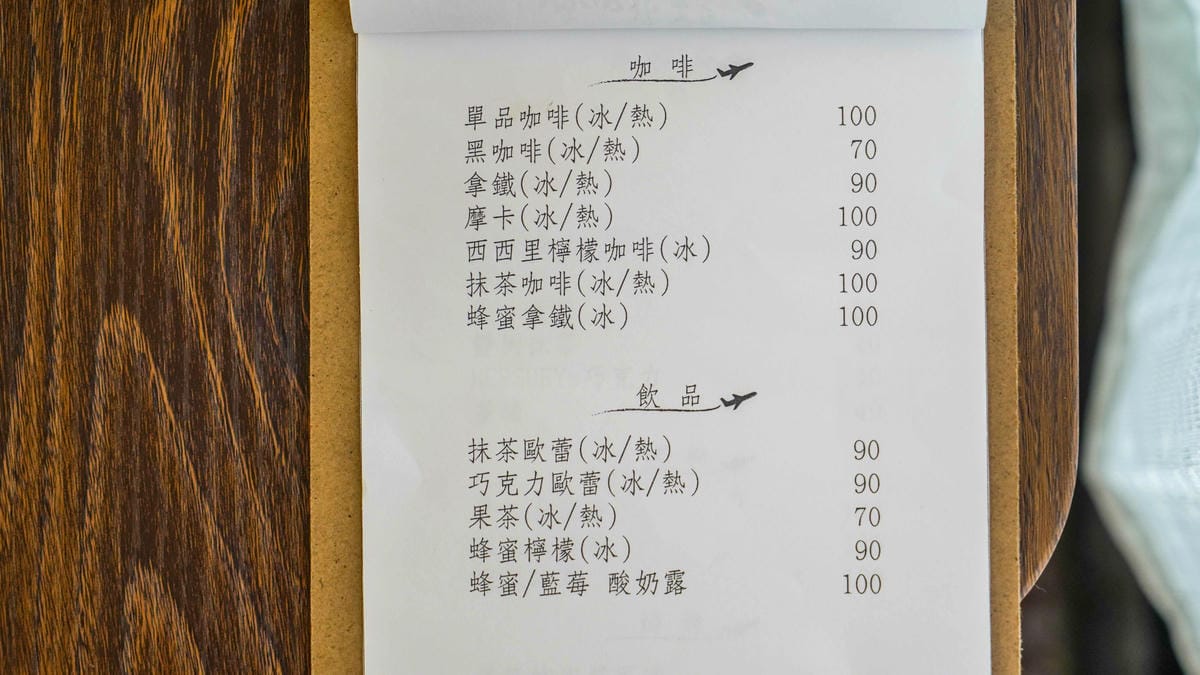 咖啡
單品咖啡(冰/熱) 100
黑咖啡(冰/熱) 70
拿鐵(冰/熱) 90
摩卡(冰/熱) 100
西西里檸檬咖啡(冰) 90
抹茶咖啡(冰/熱) 100
蜂蜜拿鐵(冰) 100
飲品
抹茶歐蕾(冰/熱) 90
巧克力歐蕾(冰/熱) 90
果茶(冰/熱) 70
蜂蜜檸檬(冰) 90
蜂蜜/藍莓 酸奶露 100